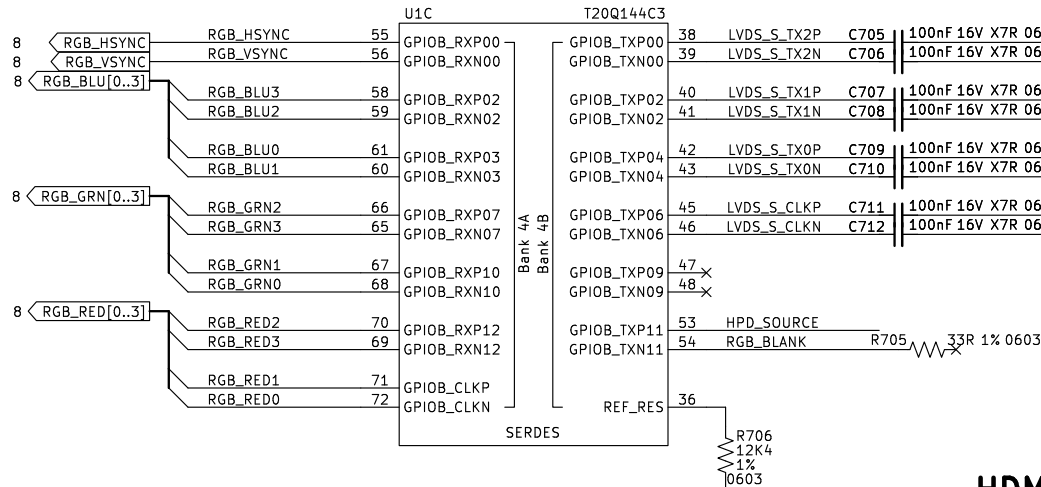 U1C T20Q144C3
8 RGB_HSYNC RGB_HSYNC 55 GPIOB_RXP00 GPIOB_TXP00 38 LVDS_S_TX2P C705 100nF 16V X7R 06
8 RGB_VSYNC RGB_VSYNC 56 GPIOB_RXN00 GPIOB_TXN00 39 LVDS_S_TX2N C706 100nF 16V X7R 06
8 RGB_BLU[0..3]
RGB_BLU3 58 GPIOB_RXP02 GPIOB_TXP02 40 LVDS_S_TX1P C707 100nF 16V X7R 06
RGB_BLU2 59 GPIOB_RXN02 GPIOB_TXN02 41 LVDS_S_TX1N C708 100nF 16V X7R 06
RGB_BLU0 61 GPIOB_RXP03 GPIOB_TXP04 42 LVDS_S_TX0P C709 100nF 16V X7R 06
RGB_BLU1 60 GPIOB_RXN03 GPIOB_TXN04 43 LVDS_S_TX0N C710 100nF 16V X7R 06
8 RGB_GRN[0..3]
RGB_GRN2 66 GPIOB_RXP07 GPIOB_TXP06 45 LVDS_S_CLKP C711 100nF 16V X7R 06
RGB_GRN3 65 GPIOB_RXN07 GPIOB_TXN06 46 LVDS_S_CLKN C712 100nF 16V X7R 06
Bank 4A
Bank 4B
RGB_GRN1 67 GPIOB_RXP10 GPIOB_TXP09 47
RGB_GRN0 68 GPIOB_RXN10 GPIOB_TXN09 48
8 RGB_RED[0..3]
RGB_RED2 70 GPIOB_RXP12 GPIOB_TXP11 53 HPD_SOURCE
RGB_RED3 69 GPIOB_RXN12 GPIOB_TXN11 54 RGB_BLANK R705 33R 1% 0603
RGB_RED1 71 GPIOB_CLKP
RGB_RED0 72 GPIOB_CLKN REF_RES 36
SERDES
R706
12K4
1%
0603
HDM